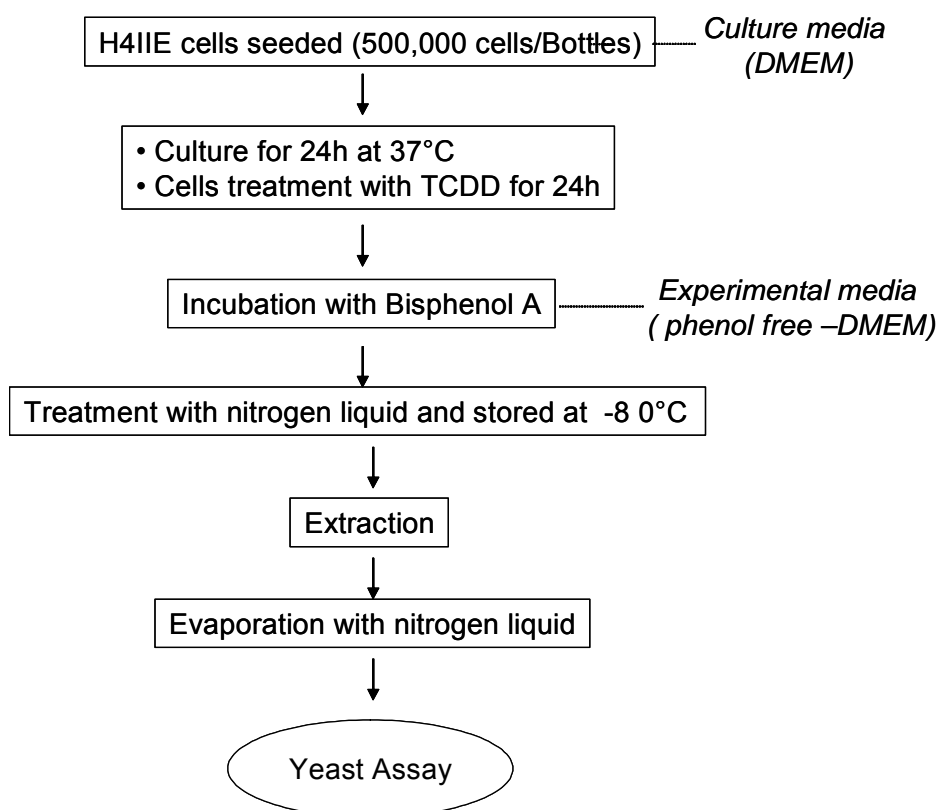 H4IIE cells seeded (500,000 cells/Bottles)
Culture media
(DMEM)
• Culture for 24h at 37°C
• Cells treatment with TCDD for 24h
Incubation with Bisphenol A
Experimental media
( phenol free –DMEM)
Treatment with nitrogen liquid and stored at -8 0°C
Extraction
Evaporation with nitrogen liquid
Yeast Assay